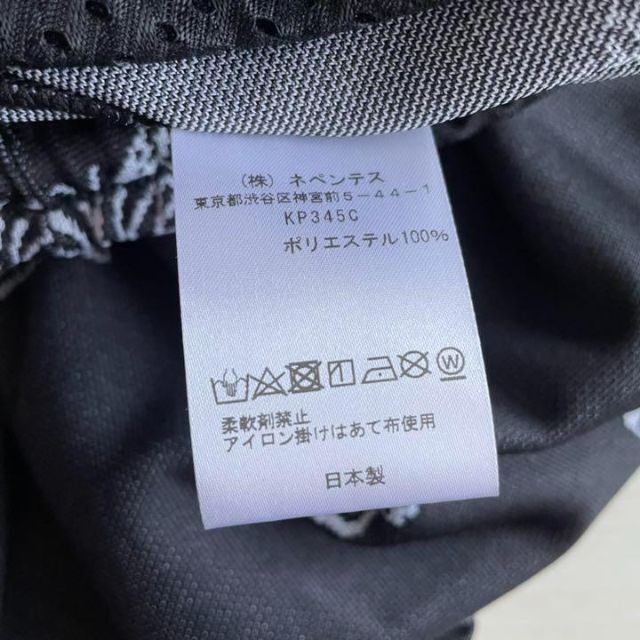 (株) ネペンテス
東京都渋谷区神宮前5-44-1
KP345C
ポリエステル100%
W
柔軟剤禁止
アイロン掛けはあて布使用
日本製